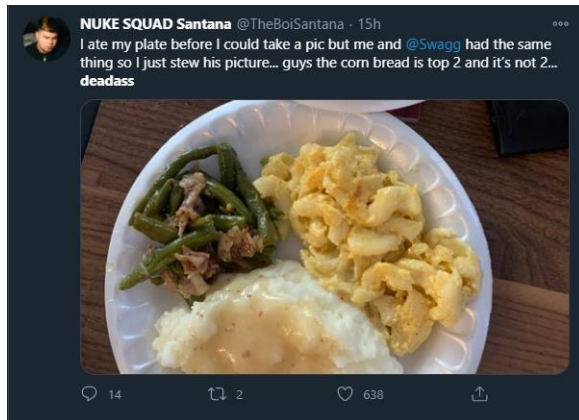 NUKE SQUAD Santana @TheBoiSantana · 15h
I ate my plate before I could take a pic but me and @Swagg had the same
thing so I just stew his picture... guys the corn bread is top 2 and it's not 2...
deadass
14 2 638